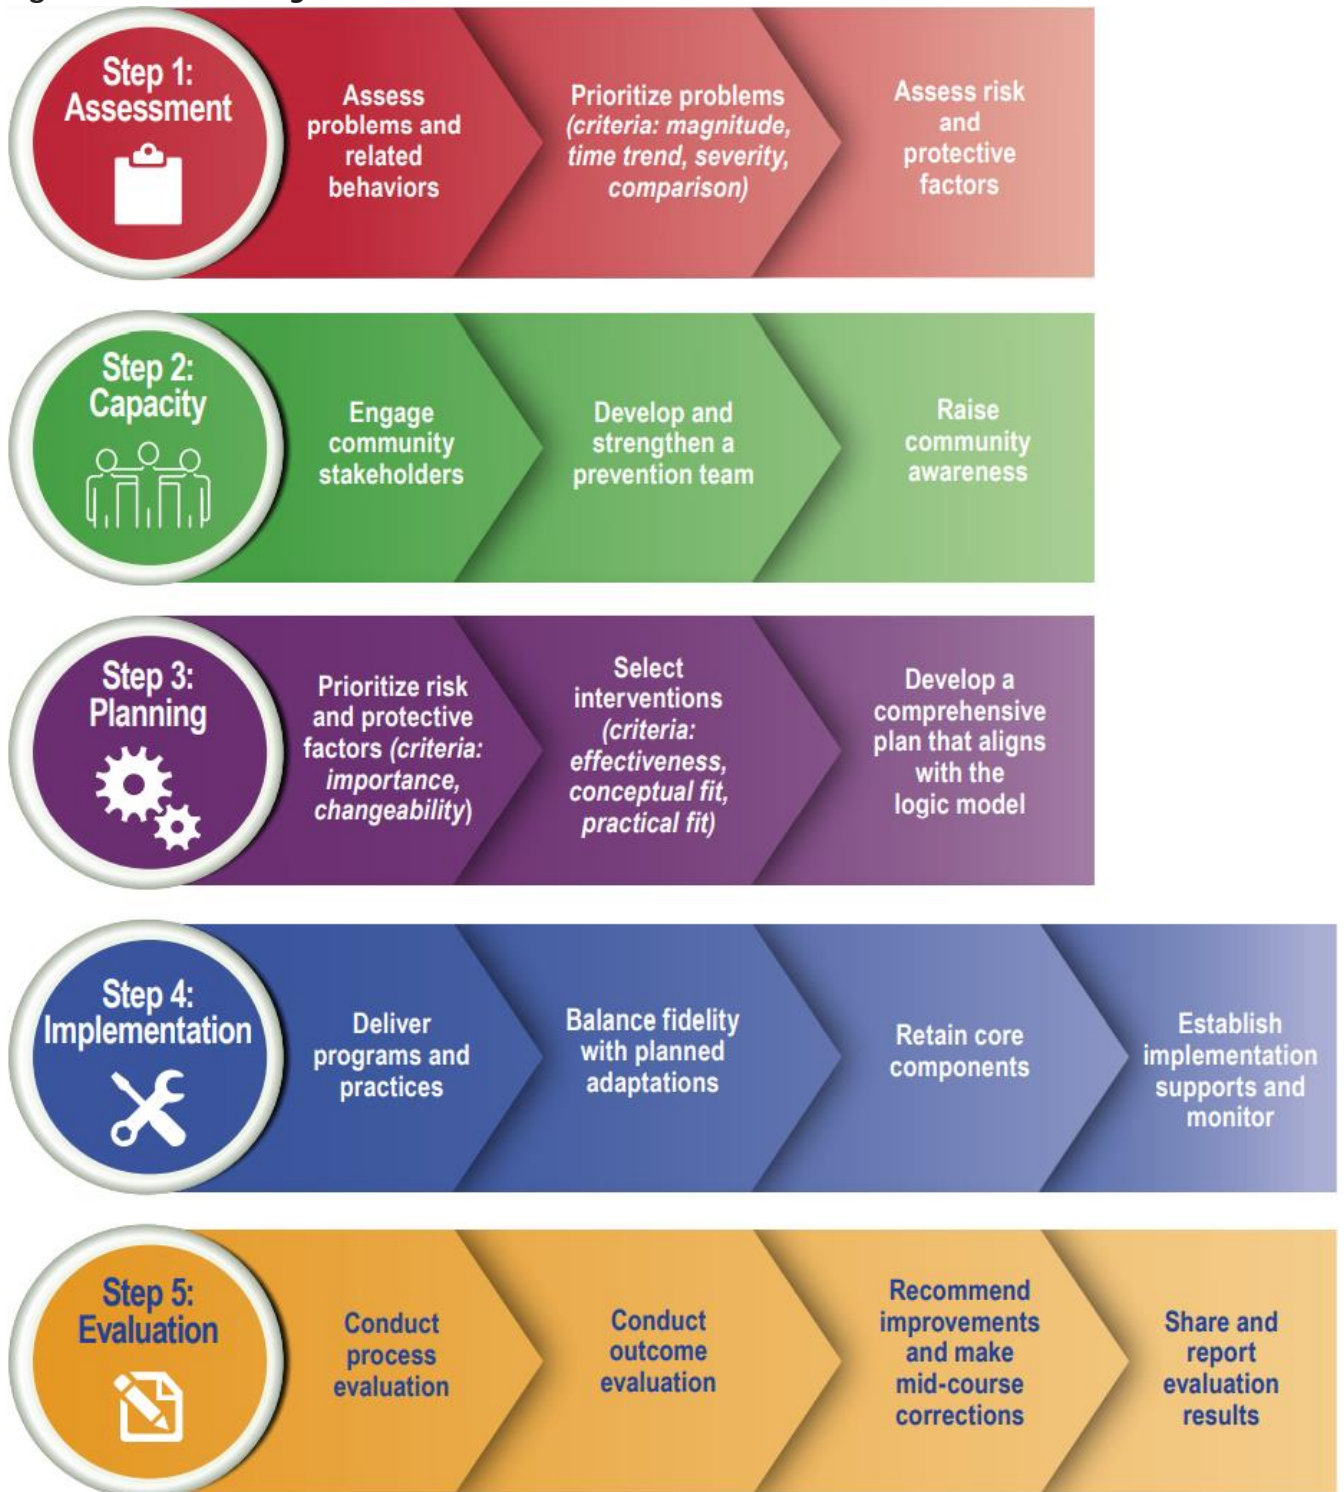 Step 1:
Assessment
Assess
problems and
related
behaviors
Prioritize problems
(criteria: magnitude,
time trend, severity,
comparison)
Assess risk
and
protective
factors
Step 2:
Capacity
Engage
community
stakeholders
Develop and
strengthen a
prevention team
Raise
community
awareness
Step 3:
Planning
Prioritize risk
and protective
factors (criteria:
importance,
changeability)
Select
interventions
(criteria:
effectiveness,
conceptual fit,
practical fit)
Develop a
comprehensive
plan that aligns
with the
logic model
Step 4:
Implementation
Deliver
programs and
practices
Balance fidelity
with planned
adaptations
Retain core
components
Establish
implementation
supports and
monitor
Step 5:
Evaluation
Conduct
process
evaluation
Conduct
outcome
evaluation
Recommend
improvements
and make
mid-course
corrections
Share and
report
evaluation
results